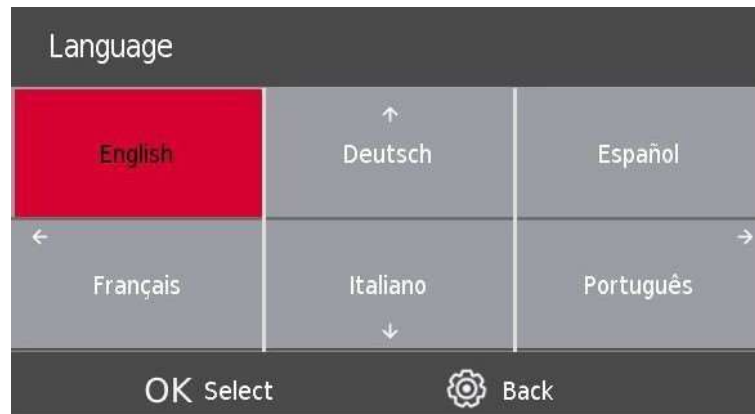 Language
English Deutsch Español
Français Italiano Português
OK Select Back